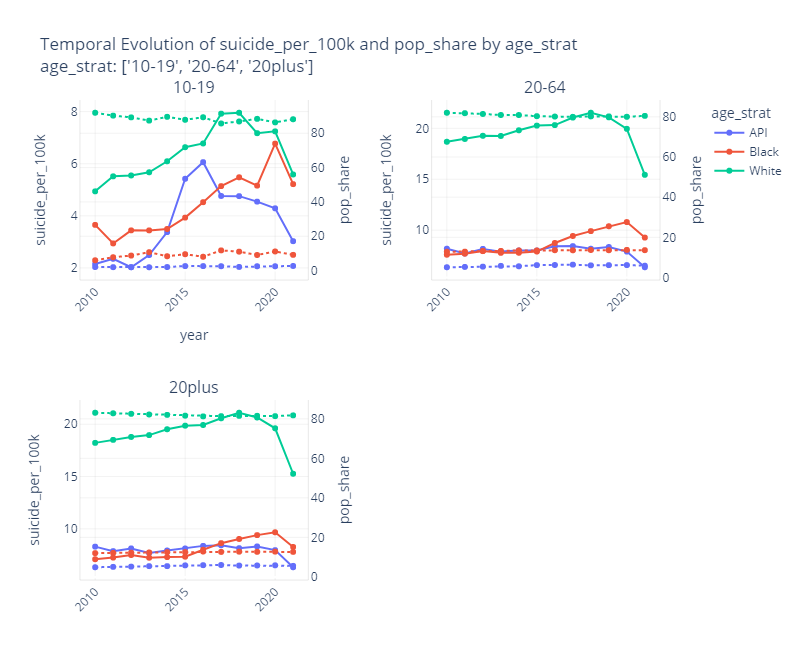 Temporal Evolution of suicide_per_100k and pop_share by age_strat
age_strat: ['10-19', '20-64', '20plus']
10-19
20-64
8
6
4
2
suicide_per_100k
80
60
40
20
0
pop_share
2010
2015
2020
year
20
15
10
suicide_per_100k
80
60
40
20
0
pop_share
2010
2015
2020
age_strat
API
Black
White
20plus
20
15
10
suicide_per_100k
80
60
40
20
0
pop_share
2010
2015
2020